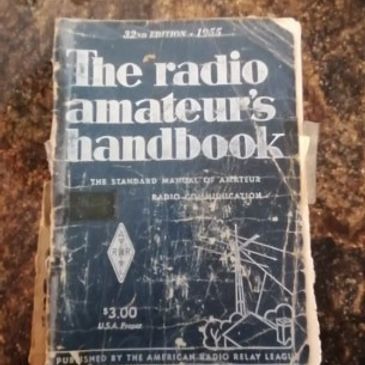 32ND EDITION • 1955
The radio
amateur's
handbook
THE STANDARD MANUAL OF AMATEUR
RADIO COMMUNICATION
$3.00
U.S.A. Proper
PUBLISHED BY THE AMERICAN RADIO RELAY LEAGUE